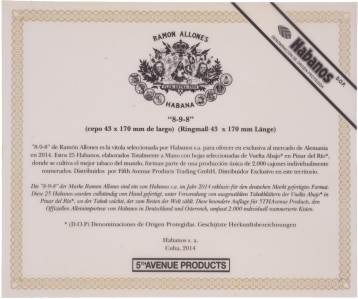 RAMON ALLONES
HABANA
Habanos
D.O.P.
"8-9-8"
(cepo 43 x 170 mm de largo) (Ringmaß 43 x 170 mm Länge)
"8-9-8" de Ramón Allones es la vitola seleccionada por Habanos s.a. para ofrecer en exclusiva al mercado de Alemania
en 2014. Estos 25 Habanos, elaborados Totalmente a Mano con hojas seleccionadas de Vuelta Abajo* en Pinar del Río*,
donde se cultiva el mejor tabaco del mundo, forman parte de una producción única de 2.000 cajones individualmente
numerados. Distribuidos por Fifth Avenue Products Trading GmbH, Distribuidor Exclusivo en este territorio.
Die "8-9-8" der Marke Ramon Allones sind ein von Habanos s.a. im Jahr 2014 exklusiv für den deutschen Markt gefertigtes Format.
Diese 25 Habanos wurden vollständig von Hand gefertigt, unter Verwendung von ausgewählten Tabakblättern der Vuelta Abajo* in
Pinar del Río*, wo der Tabak wächst, der zum Besten der Welt zählt. Diese besondere Auflage für 5THAvenue Products, den
Offiziellen Alleinimporteur von Habanos in Deutschland und Österreich, umfasst 2.000 individuell nummerierte Kisten.
* (D.O.P) Denominaciones de Origen Protegidas. Geschützte Herkunftsbezeichnungen
Habanos s. a.
Cuba, 2014
5TH AVENUE PRODUCTS